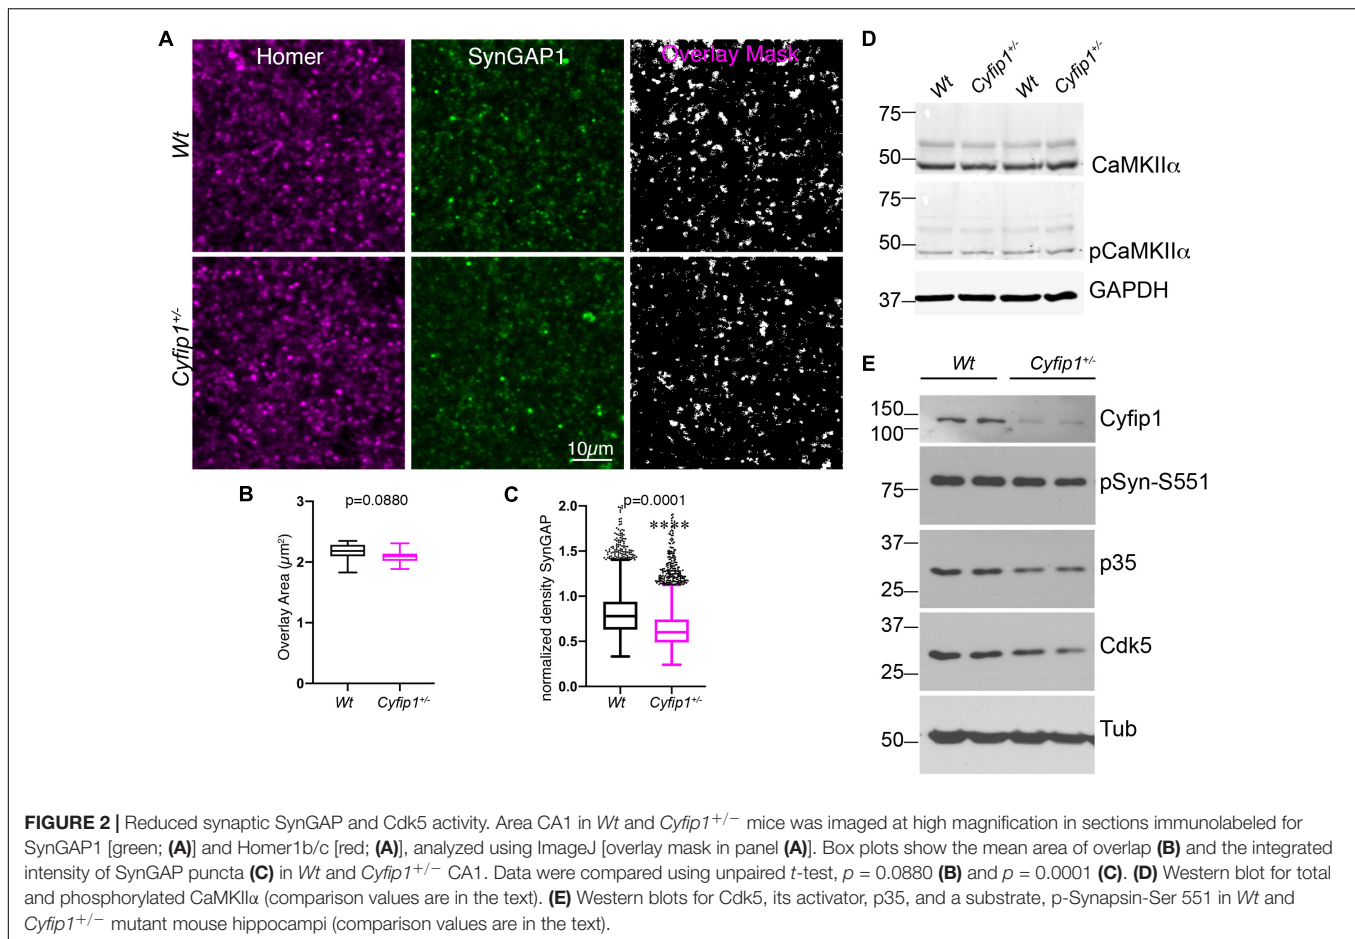 A
Homer
SynGAP1
Overlay Mask
Wt
Cyfip1+/-
10µm
B
p=0.0880
Overlay Area (µm²)
3
2
1
0
Wt
Cyfip1+/-
C
p=0.0001
****
normalized density SynGAP
2.0
1.5
1.0
0.5
0.0
Wt
Cyfip1+/-
D
Wt
Cyfip1+/-
Wt
Cyfip1+/-
75
50
CaMKIIα
75
50
pCaMKIIα
37
GAPDH
E
Wt
Cyfip1+/-
150
100
Cyfip1
75
pSyn-S551
37
25
p35
37
25
Cdk5
50
Tub
FIGURE 2 | Reduced synaptic SynGAP and Cdk5 activity. Area CA1 in Wt and Cyfip1+/− mice was imaged at high magnification in sections immunolabeled for
SynGAP1 [green; (A)] and Homer1b/c [red; (A)], analyzed using ImageJ [overlay mask in panel (A)]. Box plots show the mean area of overlap (B) and the integrated
intensity of SynGAP puncta (C) in Wt and Cyfip1+/− CA1. Data were compared using unpaired t-test, p = 0.0880 (B) and p = 0.0001 (C). (D) Western blot for total
and phosphorylated CaMKIIα (comparison values are in the text). (E) Western blots for Cdk5, its activator, p35, and a substrate, p-Synapsin-Ser 551 in Wt and
Cyfip1+/− mutant mouse hippocampi (comparison values are in the text).